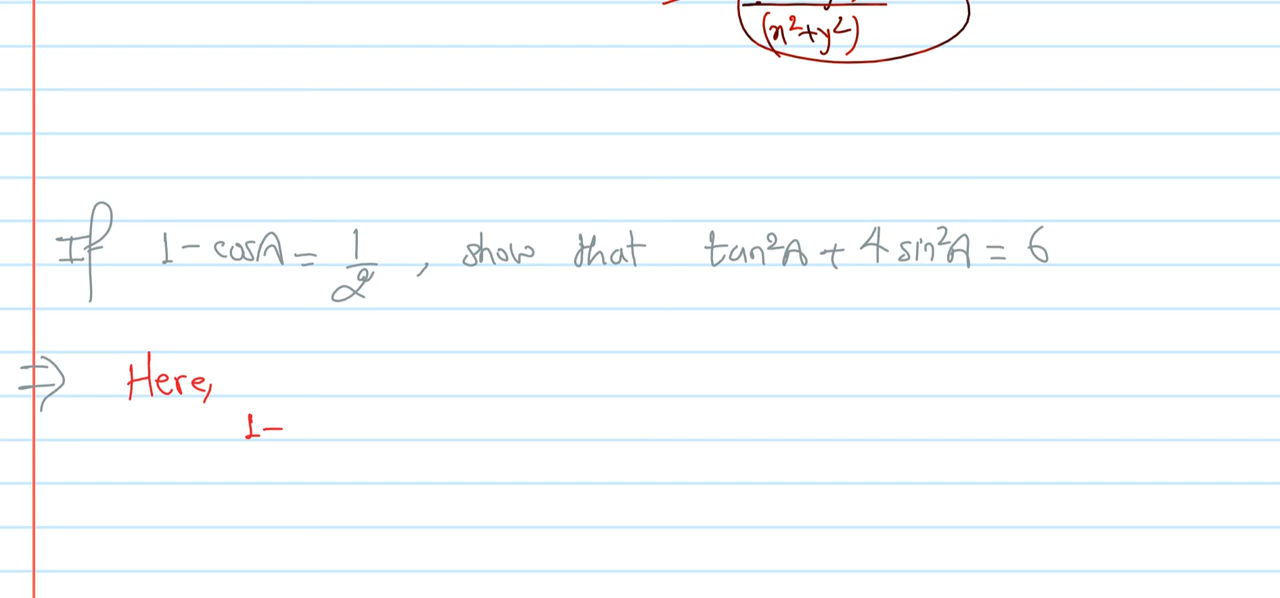 (x²+y²)
If 1 - cosA = 1/2 , show that tan²A + 4 sin²A = 6
⇒ Here,
1 -